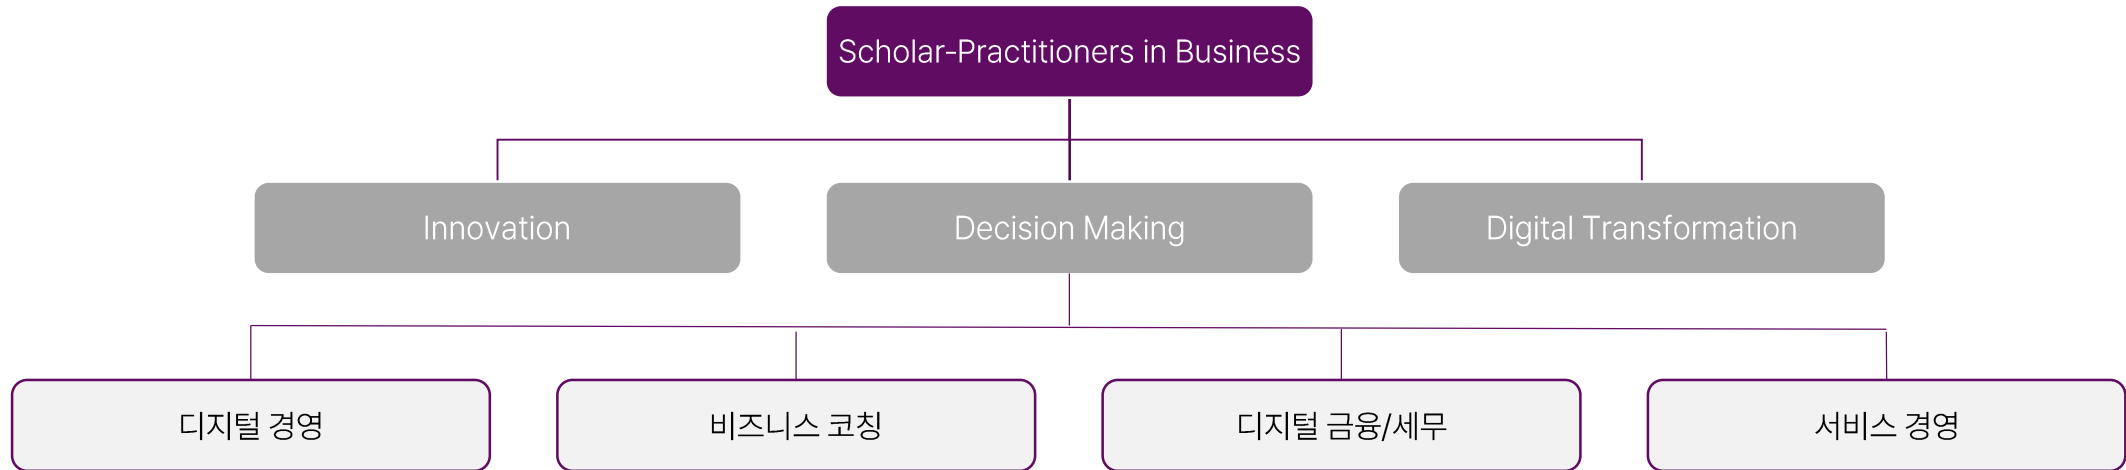 Scholar-Practitioners in Business
Innovation
Decision Making
Digital Transformation
디지털 경영
비즈니스 코칭
디지털 금융/세무
서비스 경영